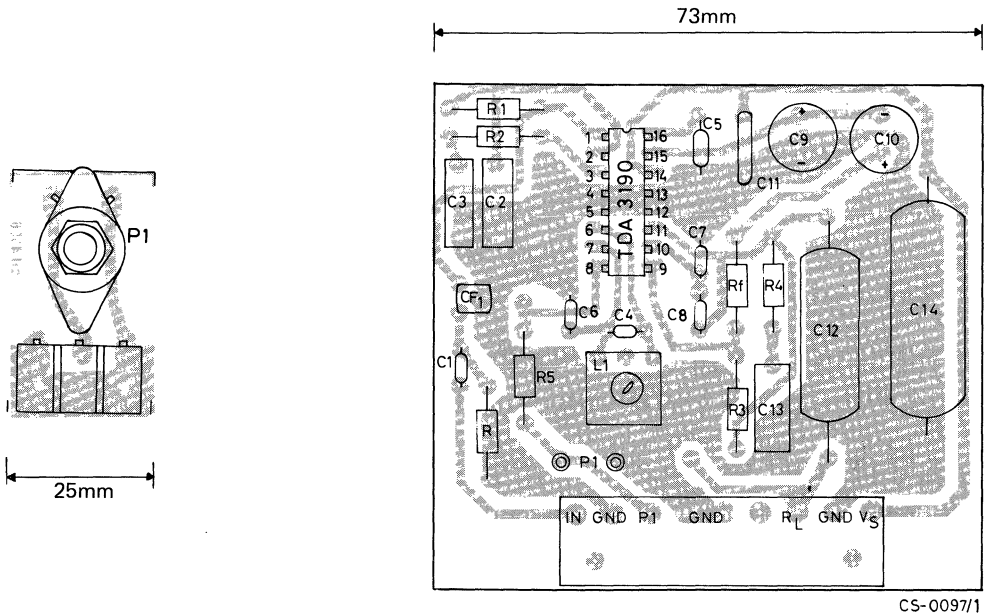 73mm
R1
R2
C3
C2
1 16
2 15
3 14
4 13
5 12
6 11
7 10
8 9
TDA 3190
C5
C11
+
C9
-
-
C10
+
P1
C7
Rf
R4
CF1
C6
C4
C8
C12
C14
C1
R5
L1
R3
C13
R
P1
25mm
IN GND P1 GND RL GND VS
CS-0097/1